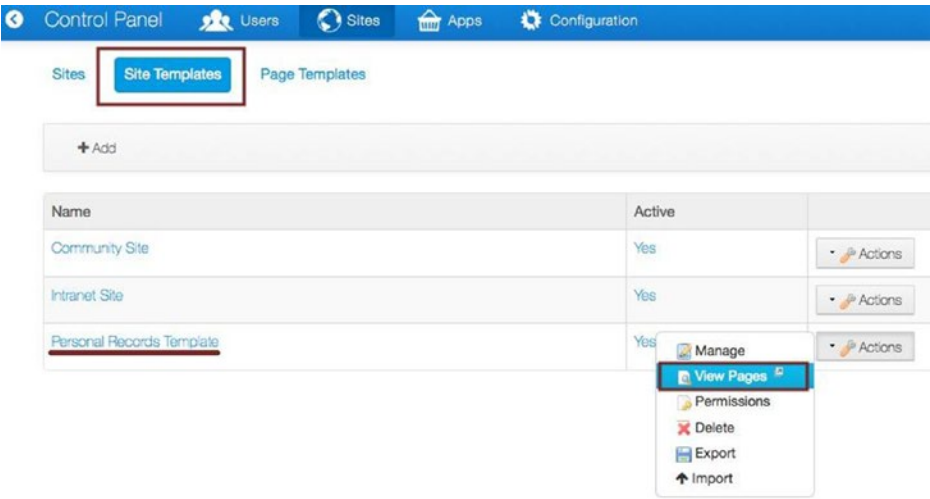 Control Panel Users Sites Apps Configuration
Sites Site Templates Page Templates
+ Add
Name Active
Community Site Yes Actions
Intranet Site Yes Actions
Personal Records Template Yes Actions
Manage
View Pages
Permissions
Delete
Export
Import